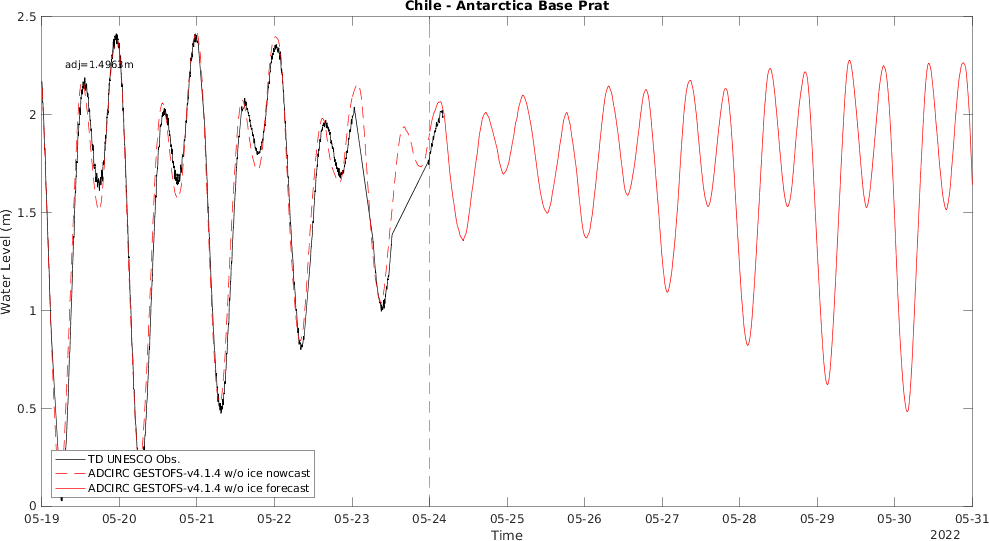 Chile - Antarctica Base Prat
adj=1.4963m
Water Level (m)
2.5
2
1.5
1
0.5
0
TD UNESCO Obs.
ADCIRC GESTOFS-v4.1.4 w/o ice nowcast
ADCIRC GESTOFS-v4.1.4 w/o ice forecast
05-19 05-20 05-21 05-22 05-23 05-24 05-25 05-26 05-27 05-28 05-29 05-30 05-31
Time
2022